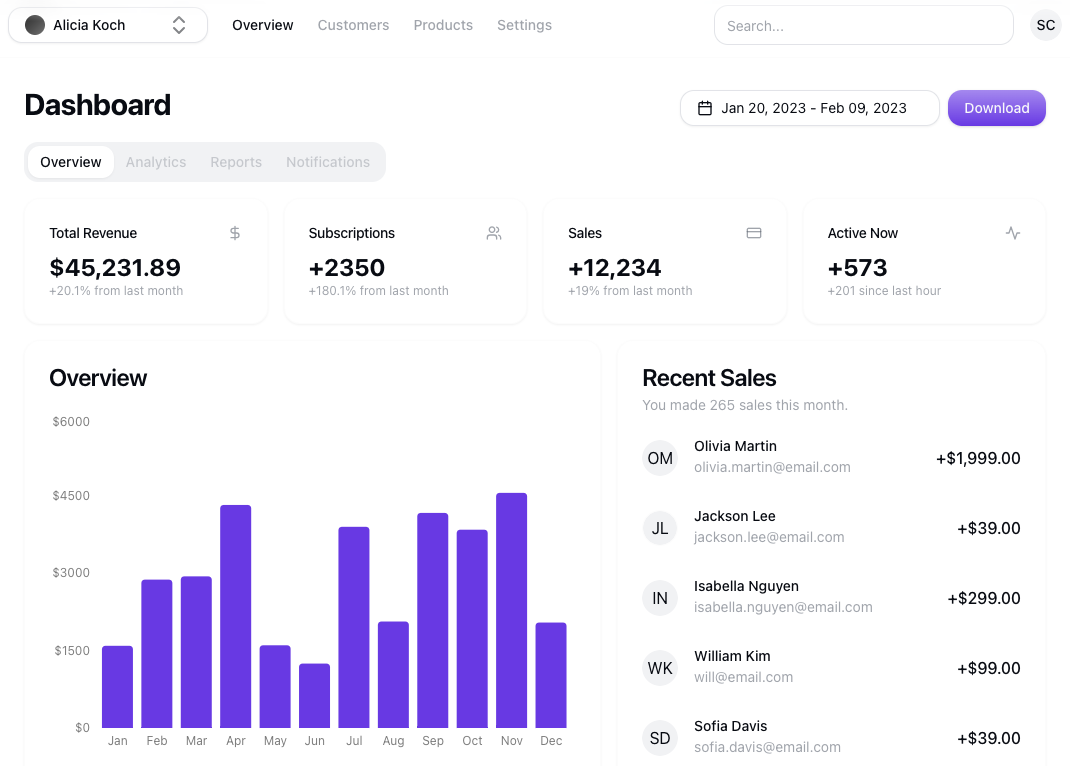 Alicia Koch Overview Customers Products Settings Search... SC
Dashboard
Jan 20, 2023 - Feb 09, 2023 Download
Overview Analytics Reports Notifications
Total Revenue
$45,231.89
+20.1% from last month
Subscriptions
+2350
+180.1% from last month
Sales
+12,234
+19% from last month
Active Now
+573
+201 since last hour
Overview
$6000
$4500
$3000
$1500
$0
Jan Feb Mar Apr May Jun Jul Aug Sep Oct Nov Dec
Recent Sales
You made 265 sales this month.
OM Olivia Martin +$1,999.00
olivia.martin@email.com
JL Jackson Lee +$39.00
jackson.lee@email.com
IN Isabella Nguyen +$299.00
isabella.nguyen@email.com
WK William Kim +$99.00
will@email.com
SD Sofia Davis +$39.00
sofia.davis@email.com